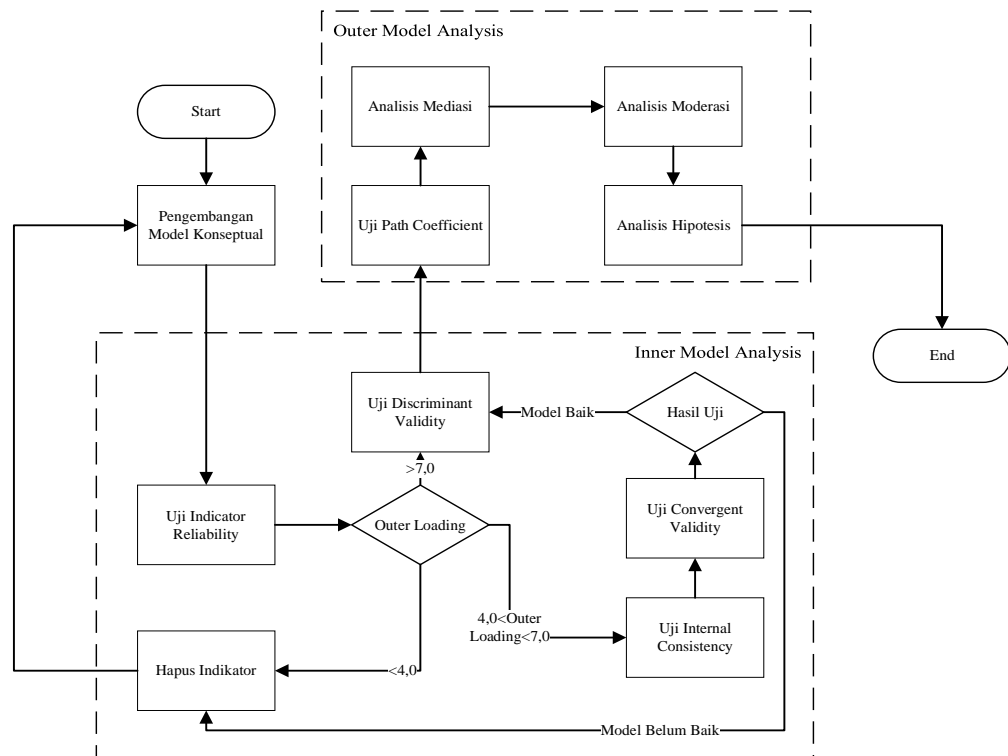 Outer Model Analysis
Start
Analisis Mediasi
Analisis Moderasi
Pengembangan
Model Konseptual
Uji Path Coefficient
Analisis Hipotesis
End
Inner Model Analysis
Uji Discriminant
Validity
Model Baik
Hasil Uji
>7,0
Uji Indicator
Reliability
Outer Loading
Uji Convergent
Validity
4,0<Outer
Loading<7,0
Uji Internal
Consistency
Hapus Indikator
<4,0
Model Belum Baik